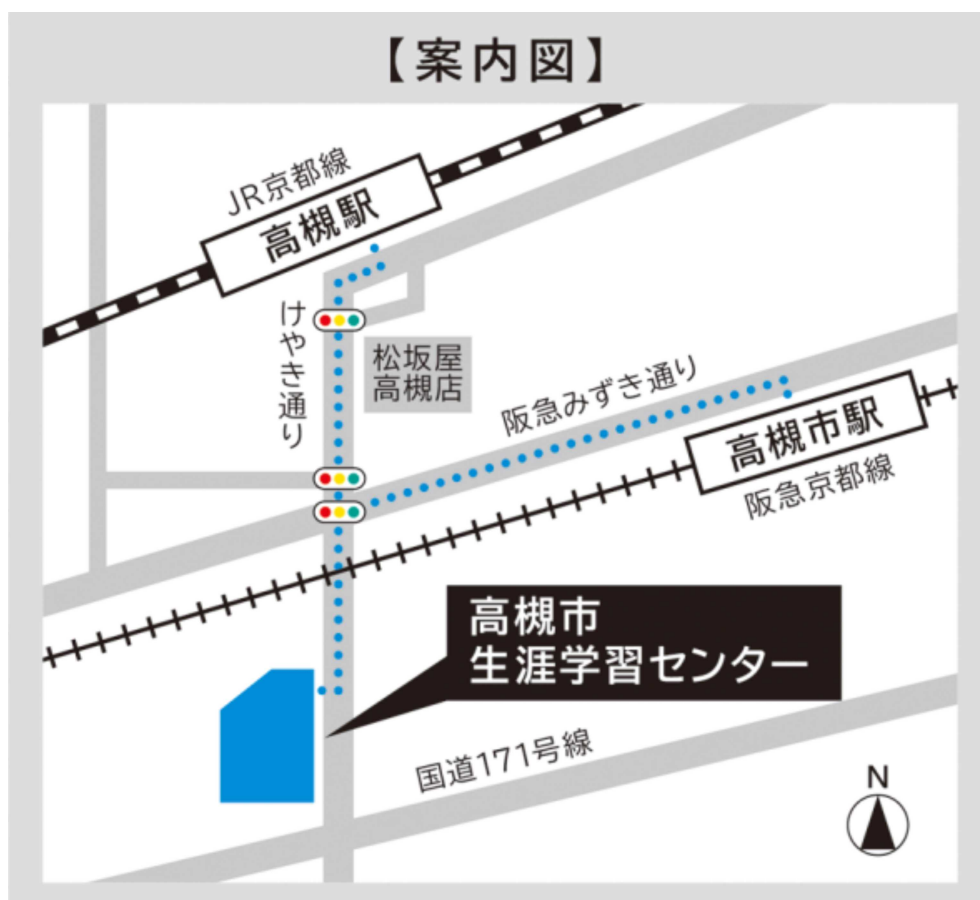 【案内図】
JR京都線
高槻駅
けやき通り
松坂屋
高槻店
阪急みずき通り
高槻市駅
阪急京都線
高槻市
生涯学習センター
国道171号線
N